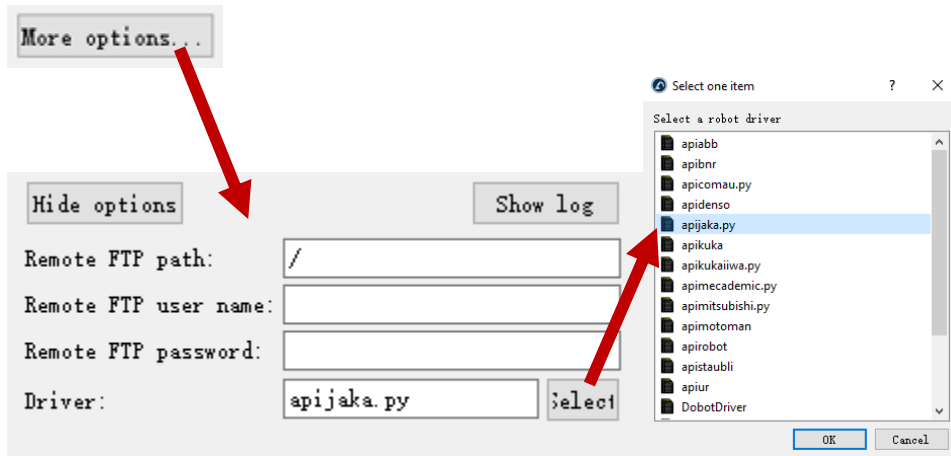 More options...
Hide options
Show log
Remote FTP path:
/
Remote FTP user name:
Remote FTP password:
Driver:
apijaka.py
Select
Select one item
?
Select a robot driver
apiabb
apibnr
apicomau.py
apidenso
apijaka.py
apikuka
apikukaiiwa.py
apimecademic.py
apimitsubishi.py
apimotoman
apirobot
apistaubli
apiur
DobotDriver
OK
Cancel